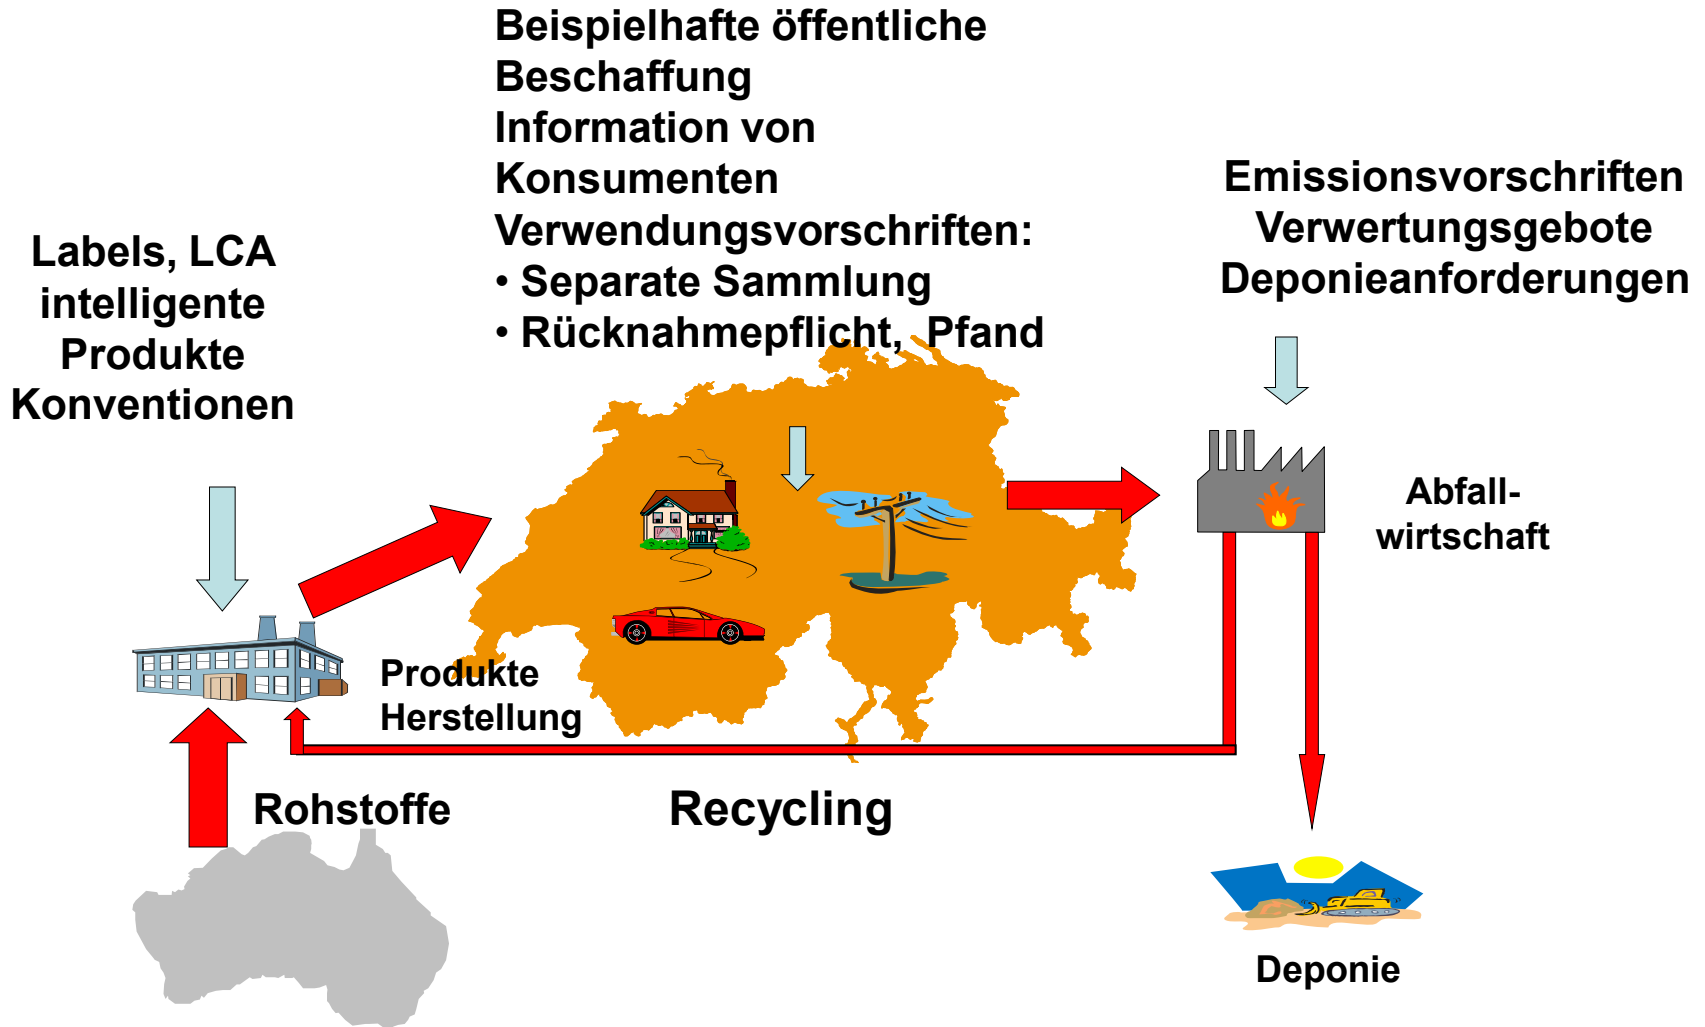 Beispielhafte öffentliche
Beschaffung
Information von
Konsumenten
Verwendungsvorschriften:
• Separate Sammlung
• Rücknahmepflicht, Pfand
Labels, LCA
intelligente
Produkte
Konventionen
Emissionsvorschriften
Verwertungsgebote
Deponieanforderungen
Abfall-
wirtschaft
Produkte
Herstellung
Rohstoffe
Recycling
Deponie